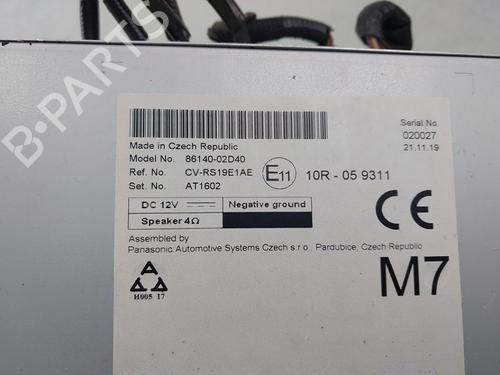 B-PARTS
Made in Czech Republic
Model No. 86140-02D40
Ref. No. CV-RS19E1AE
Set. No. AT1602
Serial No.
020027
21.11.19
E11 10R - 05 9311
DC 12V Negative ground
Speaker 4Ω
CE
Assembled by
Panasonic Automotive Systems Czech s.r.o., Pardubice, Czech Republic
H005 17
M7